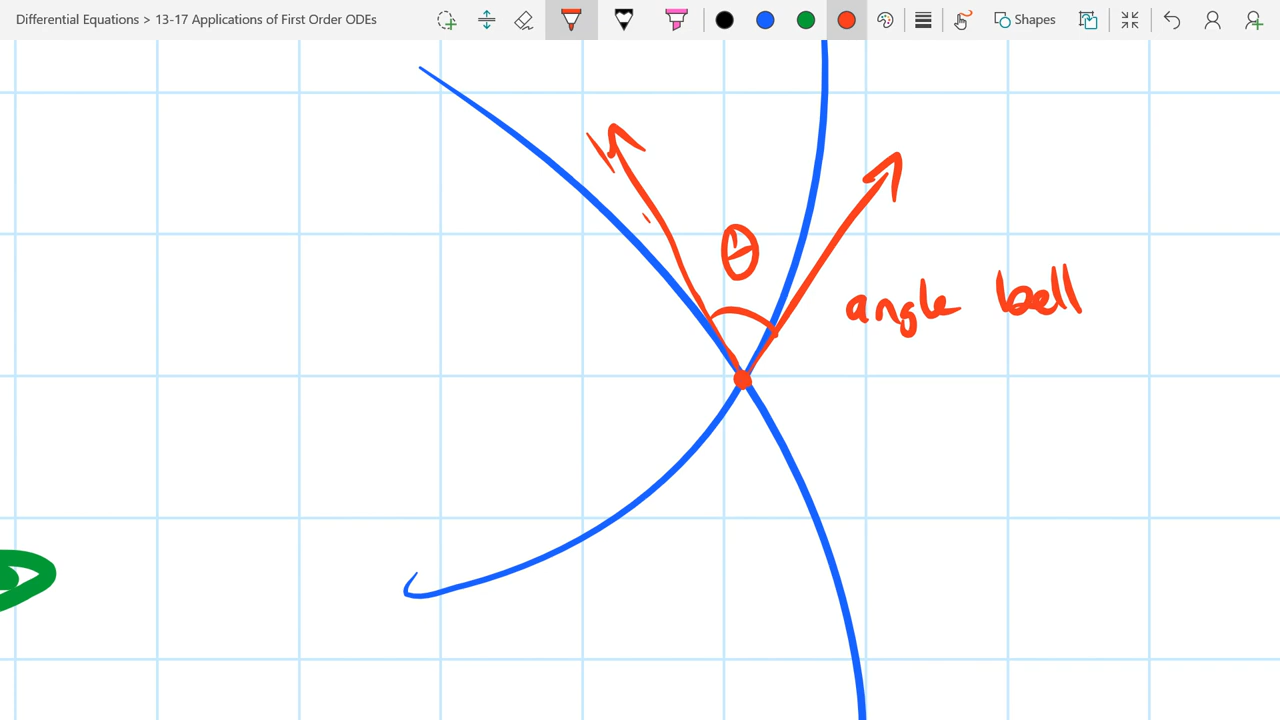 Differential Equations > 13-17 Applications of First Order ODEs
Shapes
θ
angle bell